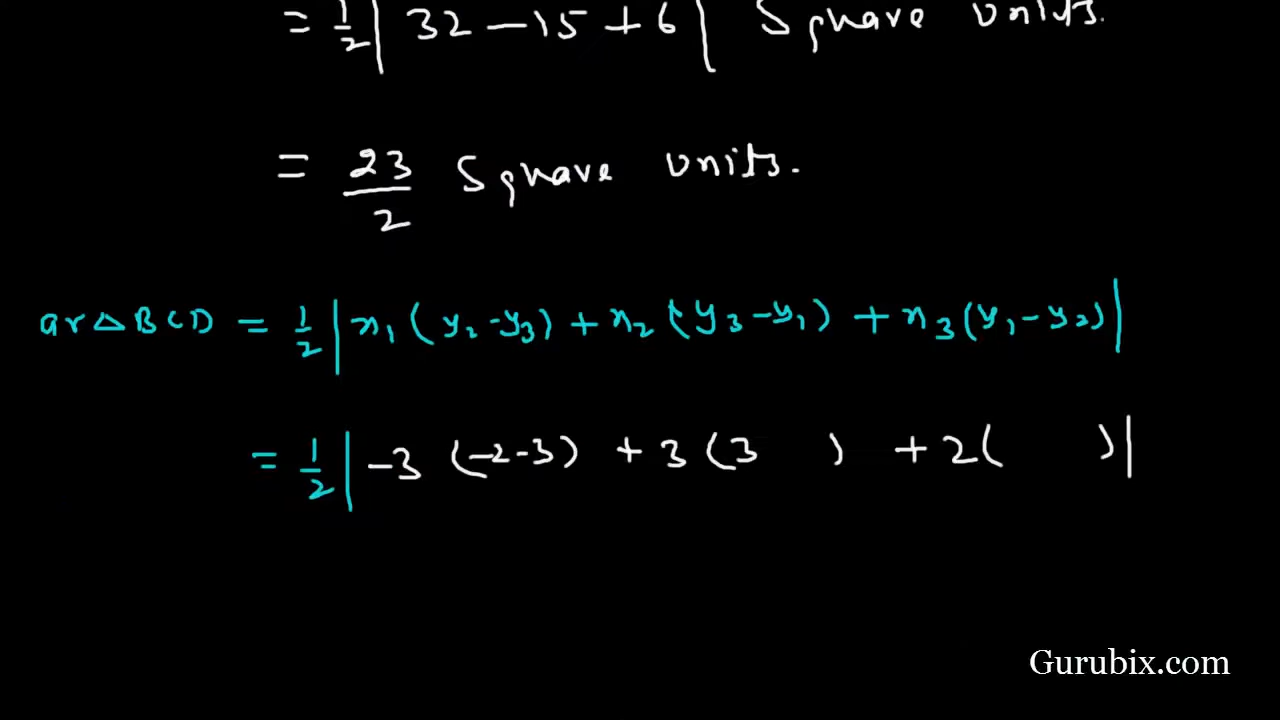 = 1/2 | 32 - 15 + 6 | Square units.
= 23/2 Square units.
ar△BCD = 1/2 | x₁ (y₂-y₃) + x₂ (y₃-y₁) + x₃ (y₁-y₂) |
= 1/2 | -3 (-2-3) + 3 (3 ) + 2 ( ) |
Gurubix.com